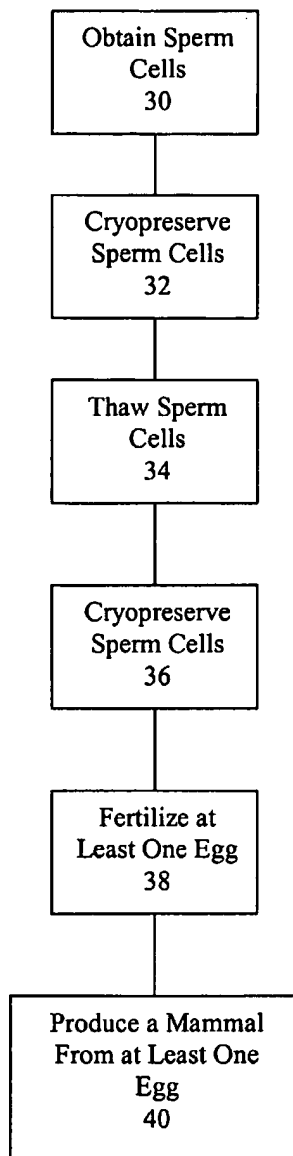 Obtain Sperm
Cells
30
Cryopreserve
Sperm Cells
32
Thaw Sperm
Cells
34
Cryopreserve
Sperm Cells
36
Fertilize at
Least One Egg
38
Produce a Mammal
From at Least One
Egg
40